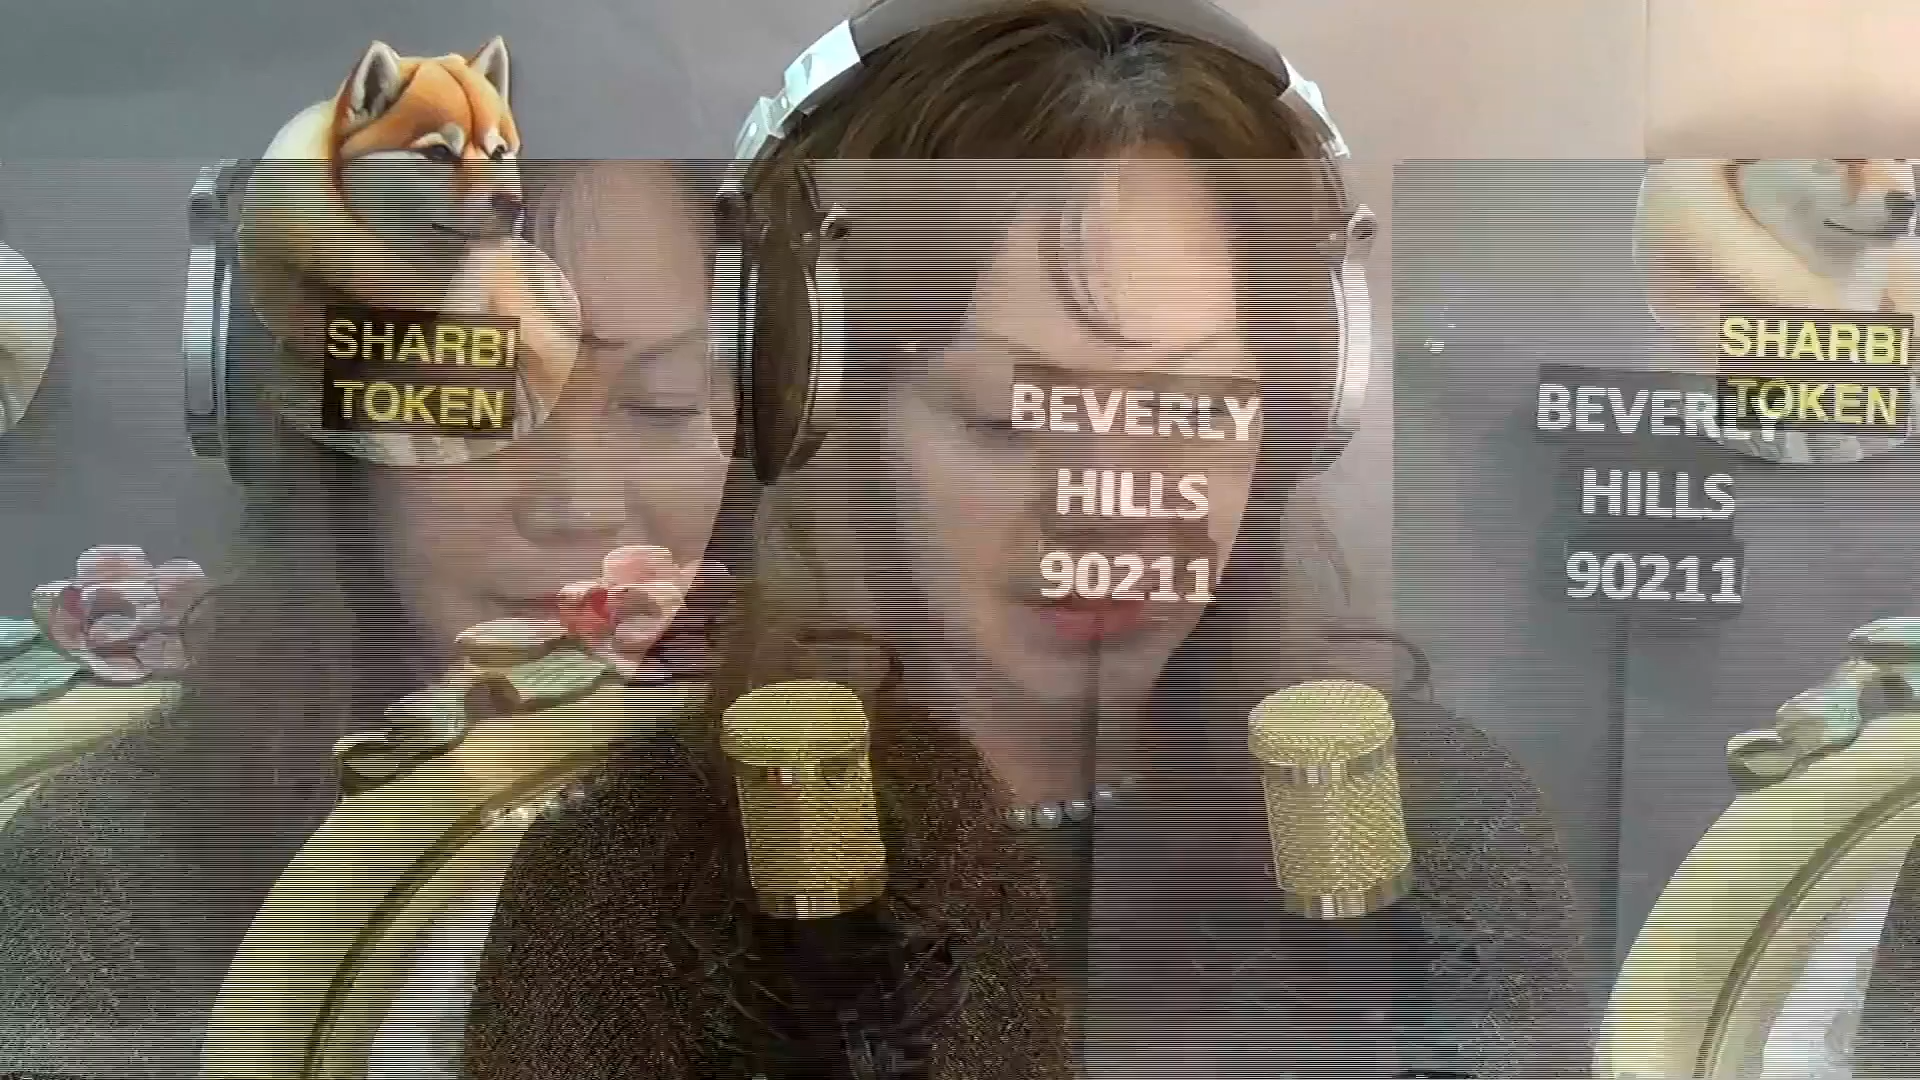 SHARBI
TOKEN
BEVERLY
HILLS
90211
BEVERLY
HILLS
90211
SHARBI
TOKEN